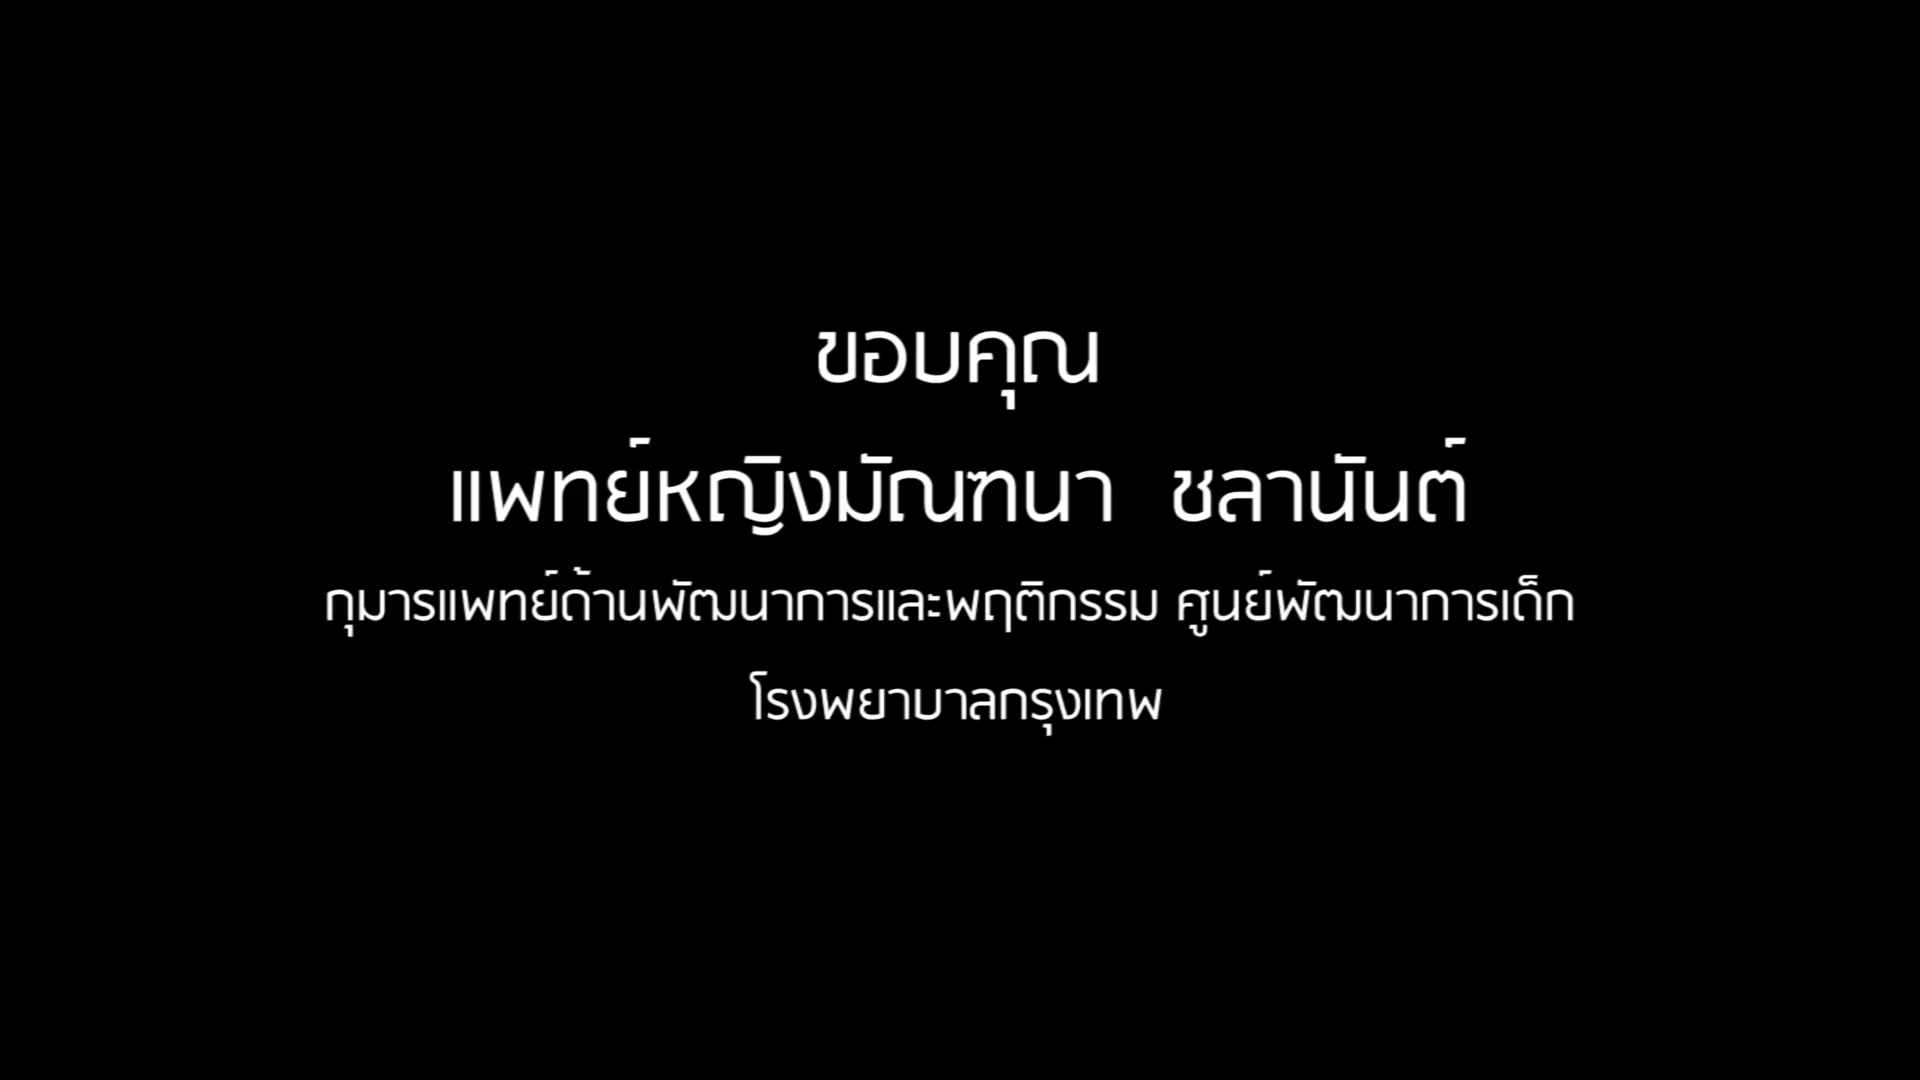 ขอบคุณ
แพทย์หญิงมัณฑนา ชลานันต์
กุมารแพทย์ด้านพัฒนาการและพฤติกรรม ศูนย์พัฒนาการเด็ก
โรงพยาบาลกรุงเทพ